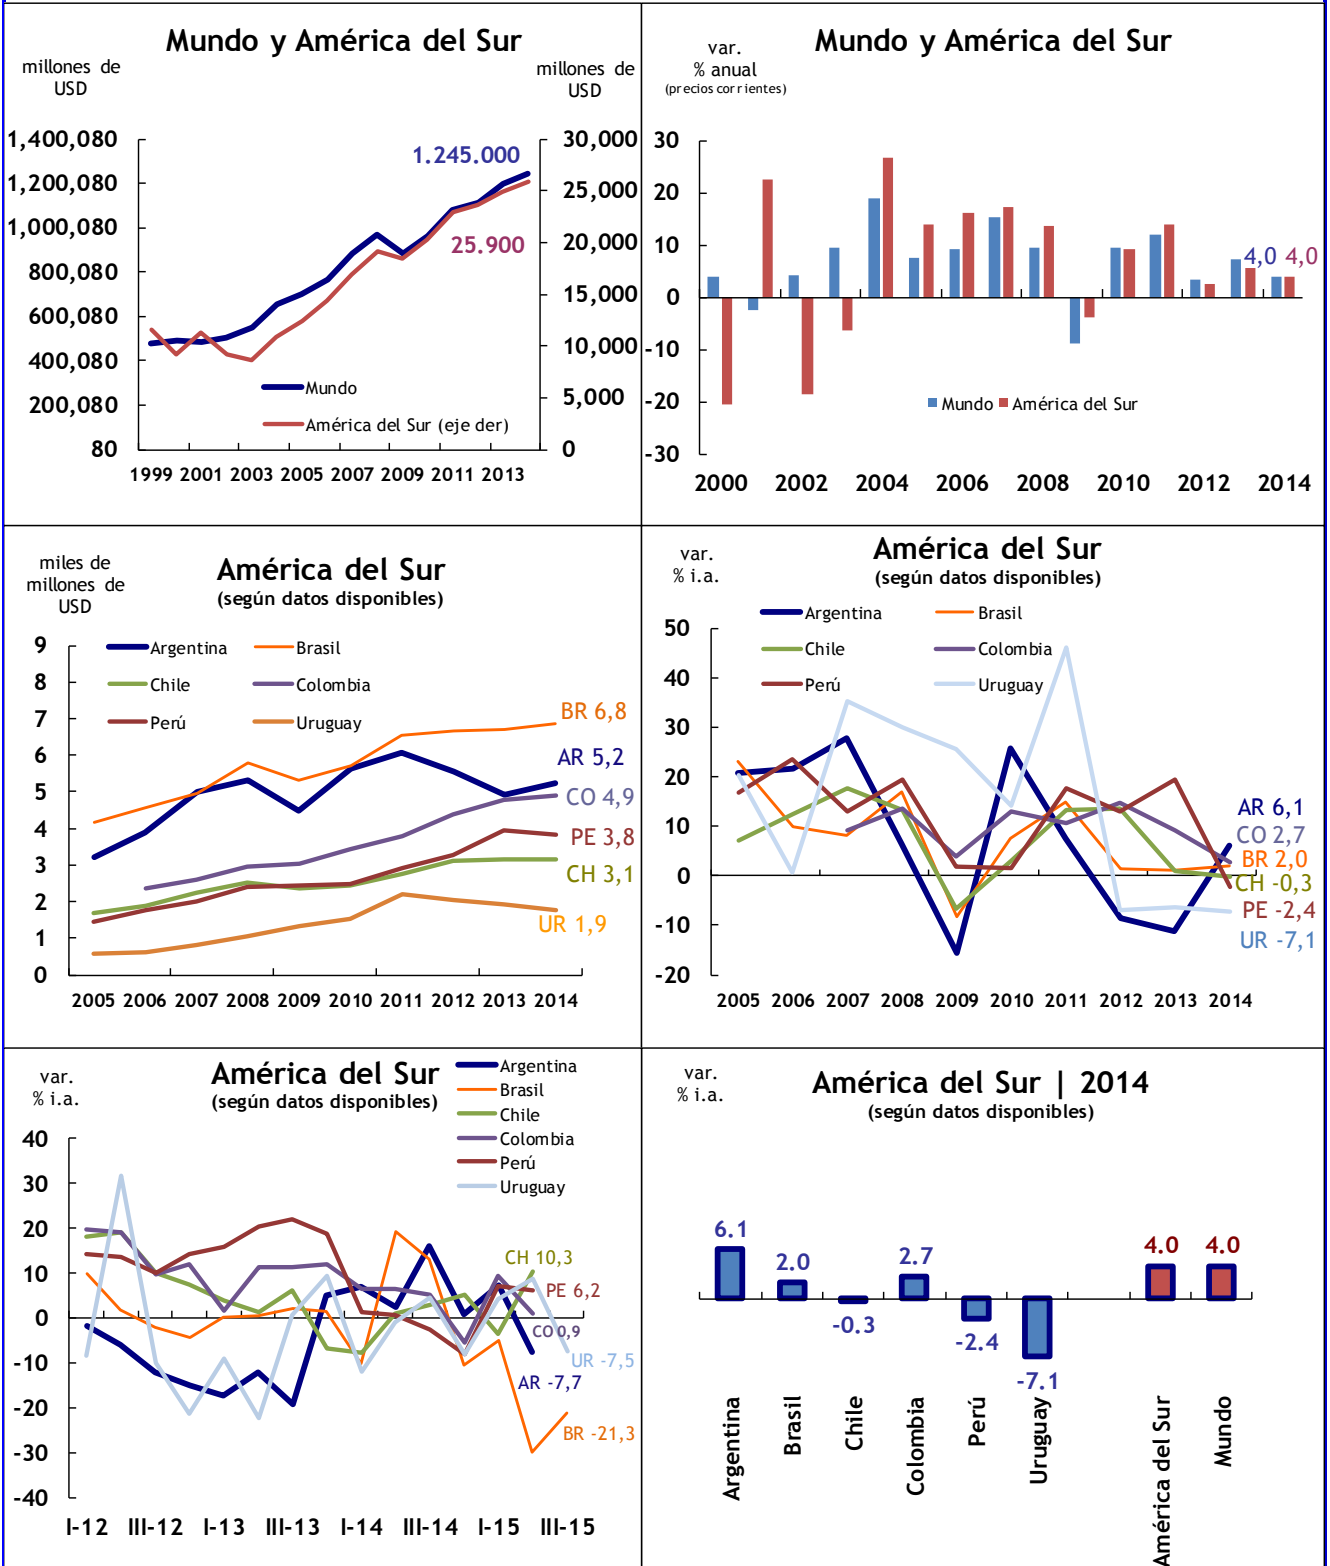 Mundo y América del Sur
millones de
USD
millones de
USD
1,400,080
1,200,080
1,000,080
800,080
600,080
400,080
200,080
80
30,000
25,000
20,000
15,000
10,000
5,000
0
1.245.000
25.900
Mundo
América del Sur (eje der)
1999 2001 2003 2005 2007 2009 2011 2013
Mundo y América del Sur
var.
% anual
(precios corrientes)
30
20
10
0
-10
-20
-30
4,0 4,0
Mundo América del Sur
2000 2002 2004 2006 2008 2010 2012 2014
miles de
millones de
USD
América del Sur
(según datos disponibles)
9
8
7
6
5
4
3
2
1
0
Argentina Brasil
Chile Colombia
Perú Uruguay
BR 6,8
AR 5,2
CO 4,9
PE 3,8
CH 3,1
UR 1,9
2005 2006 2007 2008 2009 2010 2011 2012 2013 2014
var.
% i.a.
América del Sur
(según datos disponibles)
Argentina Brasil
Chile Colombia
Perú Uruguay
50
40
30
20
10
0
-10
-20
AR 6,1
CO 2,7
BR 2,0
CH -0,3
PE -2,4
UR -7,1
2005 2006 2007 2008 2009 2010 2011 2012 2013 2014
var.
% i.a.
América del Sur
(según datos disponibles)
Argentina
Brasil
Chile
Colombia
Perú
Uruguay
40
30
20
10
0
-10
-20
-30
-40
CH 10,3
PE 6,2
CO 0,9
UR -7,5
AR -7,7
BR -21,3
I-12 III-12 I-13 III-13 I-14 III-14 I-15 III-15
var.
% i.a.
América del Sur | 2014
(según datos disponibles)
6.1
2.0
-0.3
2.7
-2.4
-7.1
4.0
4.0
Argentina
Brasil
Chile
Colombia
Perú
Uruguay
América del Sur
Mundo